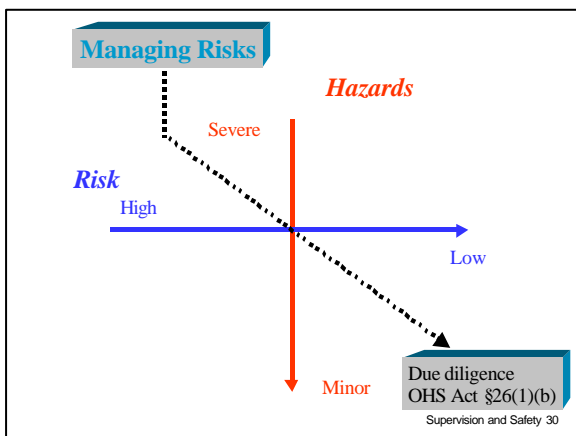 Managing Risks
Hazards
Severe
Risk
High
Low
Minor
Due diligence
OHS Act §26(1)(b)
Supervision and Safety 30